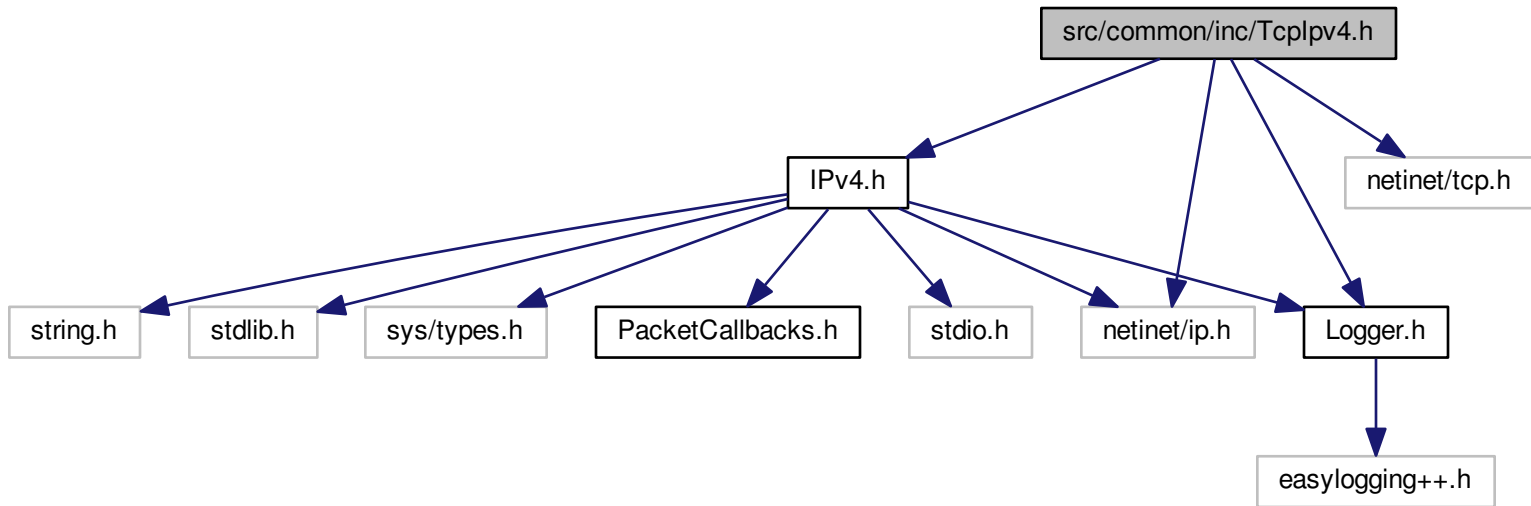 src/common/inc/TcpIpv4.h
IPv4.h
netinet/tcp.h
string.h
stdlib.h
sys/types.h
PacketCallbacks.h
stdio.h
netinet/ip.h
Logger.h
easylogging++.h